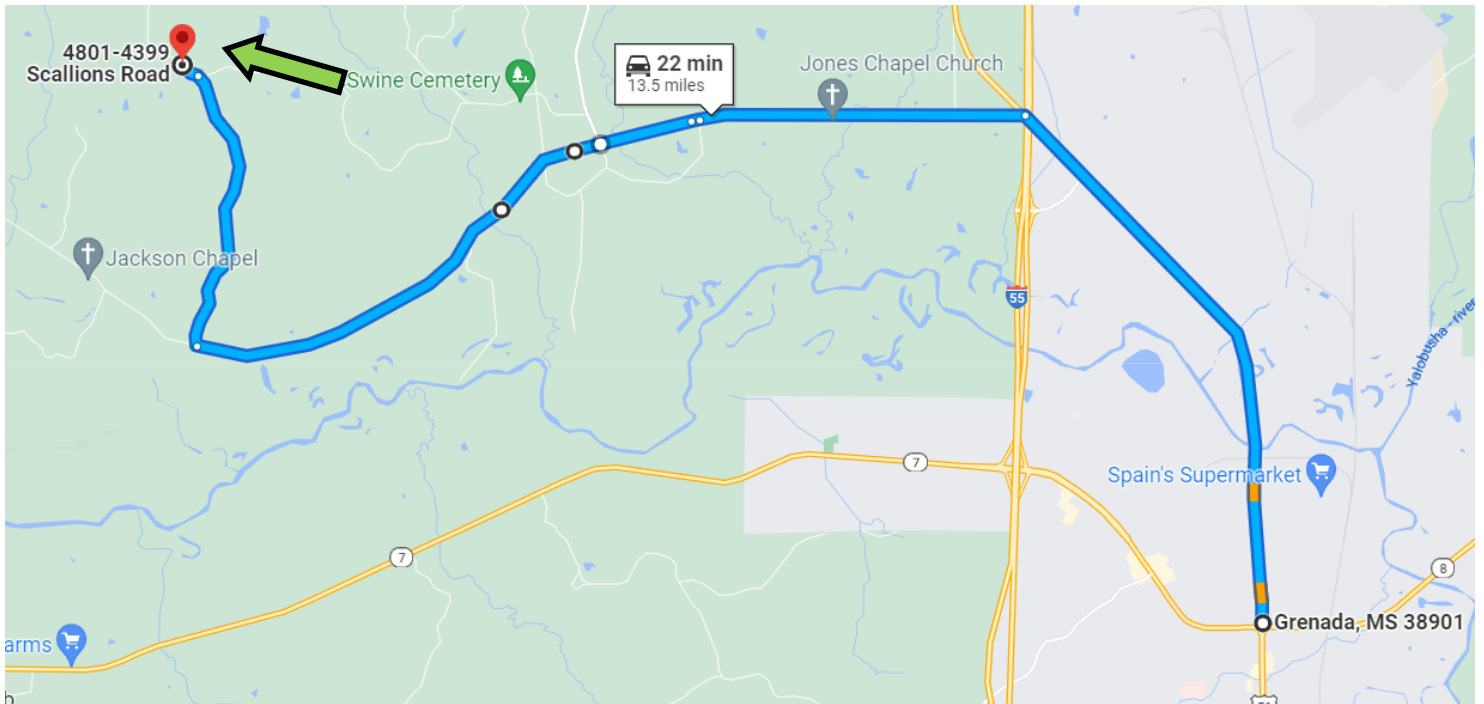 4801-4399
Scallions Road
Swine Cemetery
22 min
13.5 miles
Jones Chapel Church
Jackson Chapel
55
Yalobusha - river
7
Spain's Supermarket
7
8
arms
Grenada, MS 38901